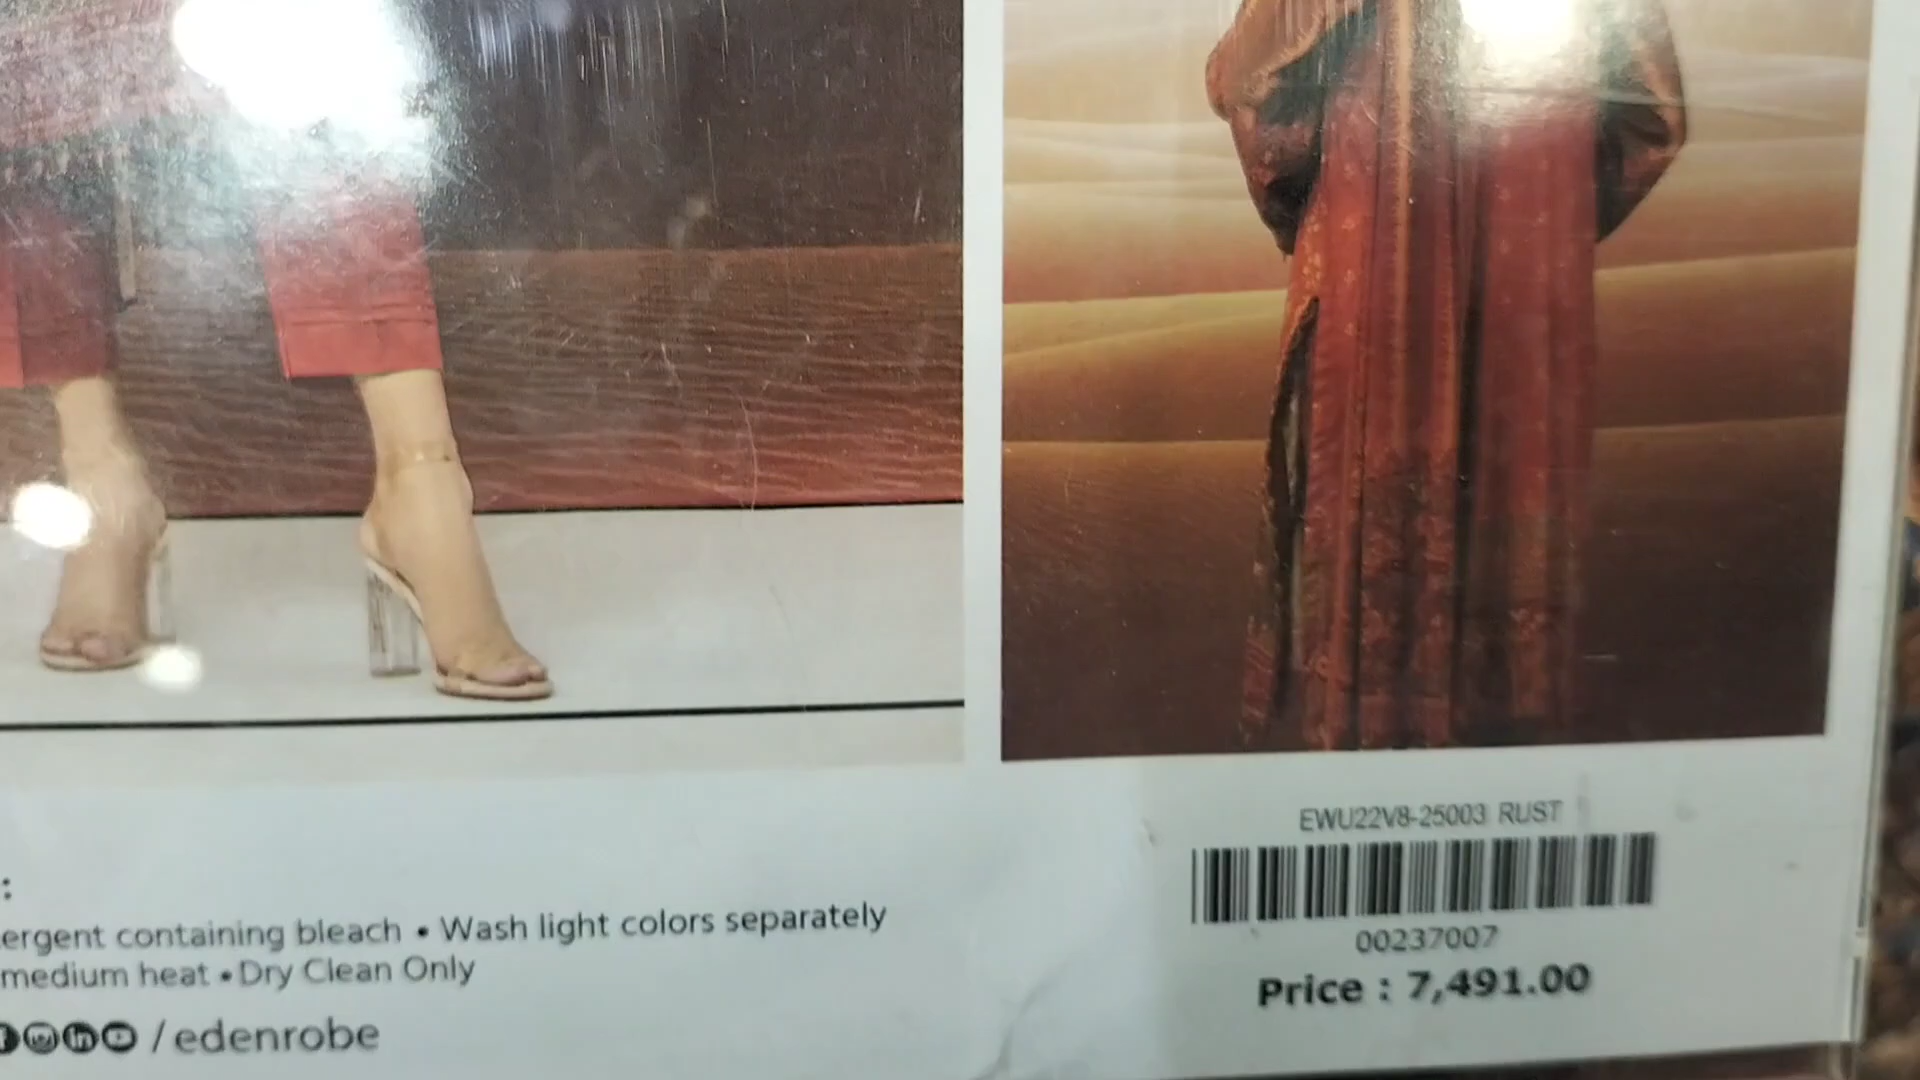 :
ergent containing bleach • Wash light colors separately
medium heat • Dry Clean Only
/ edenrobe
EWU22V8-25003 RUST
00237007
Price : 7,491.00